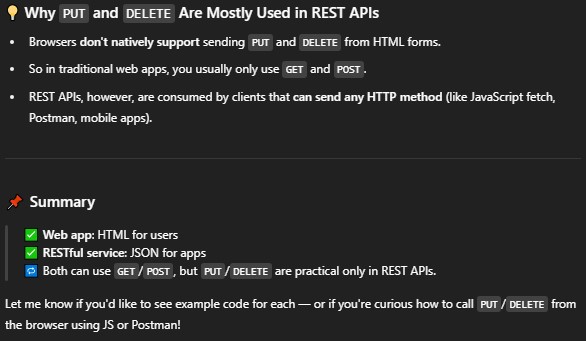 💡 Why PUT and DELETE Are Mostly Used in REST APIs
• Browsers don't natively support sending PUT and DELETE from HTML forms.
• So in traditional web apps, you usually only use GET and POST.
• REST APIs, however, are consumed by clients that can send any HTTP method (like JavaScript fetch,
Postman, mobile apps).
📌 Summary
✅ Web app: HTML for users
✅ RESTful service: JSON for apps
🔁 Both can use GET/POST, but PUT/DELETE are practical only in REST APIs.
Let me know if you'd like to see example code for each — or if you're curious how to call PUT/DELETE from
the browser using JS or Postman!